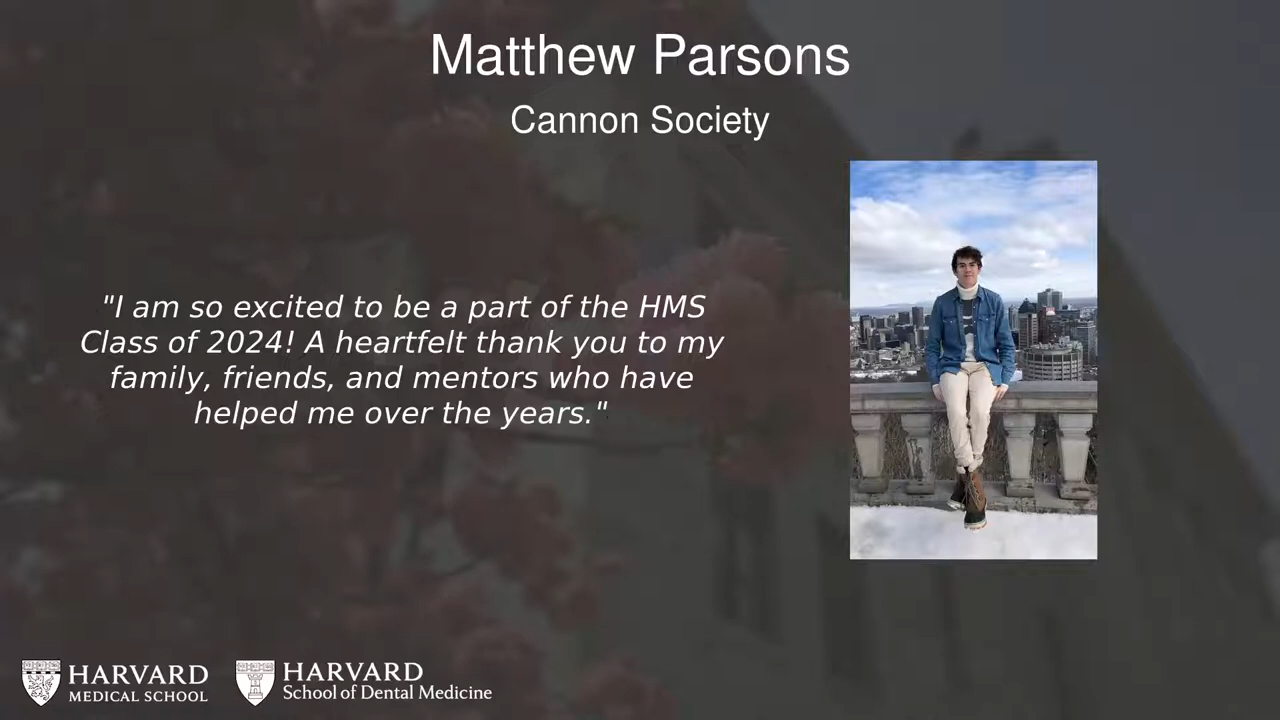 Matthew Parsons
Cannon Society
"I am so excited to be a part of the HMS
Class of 2024! A heartfelt thank you to my
family, friends, and mentors who have
helped me over the years."
HARVARD
MEDICAL SCHOOL
HARVARD
School of Dental Medicine